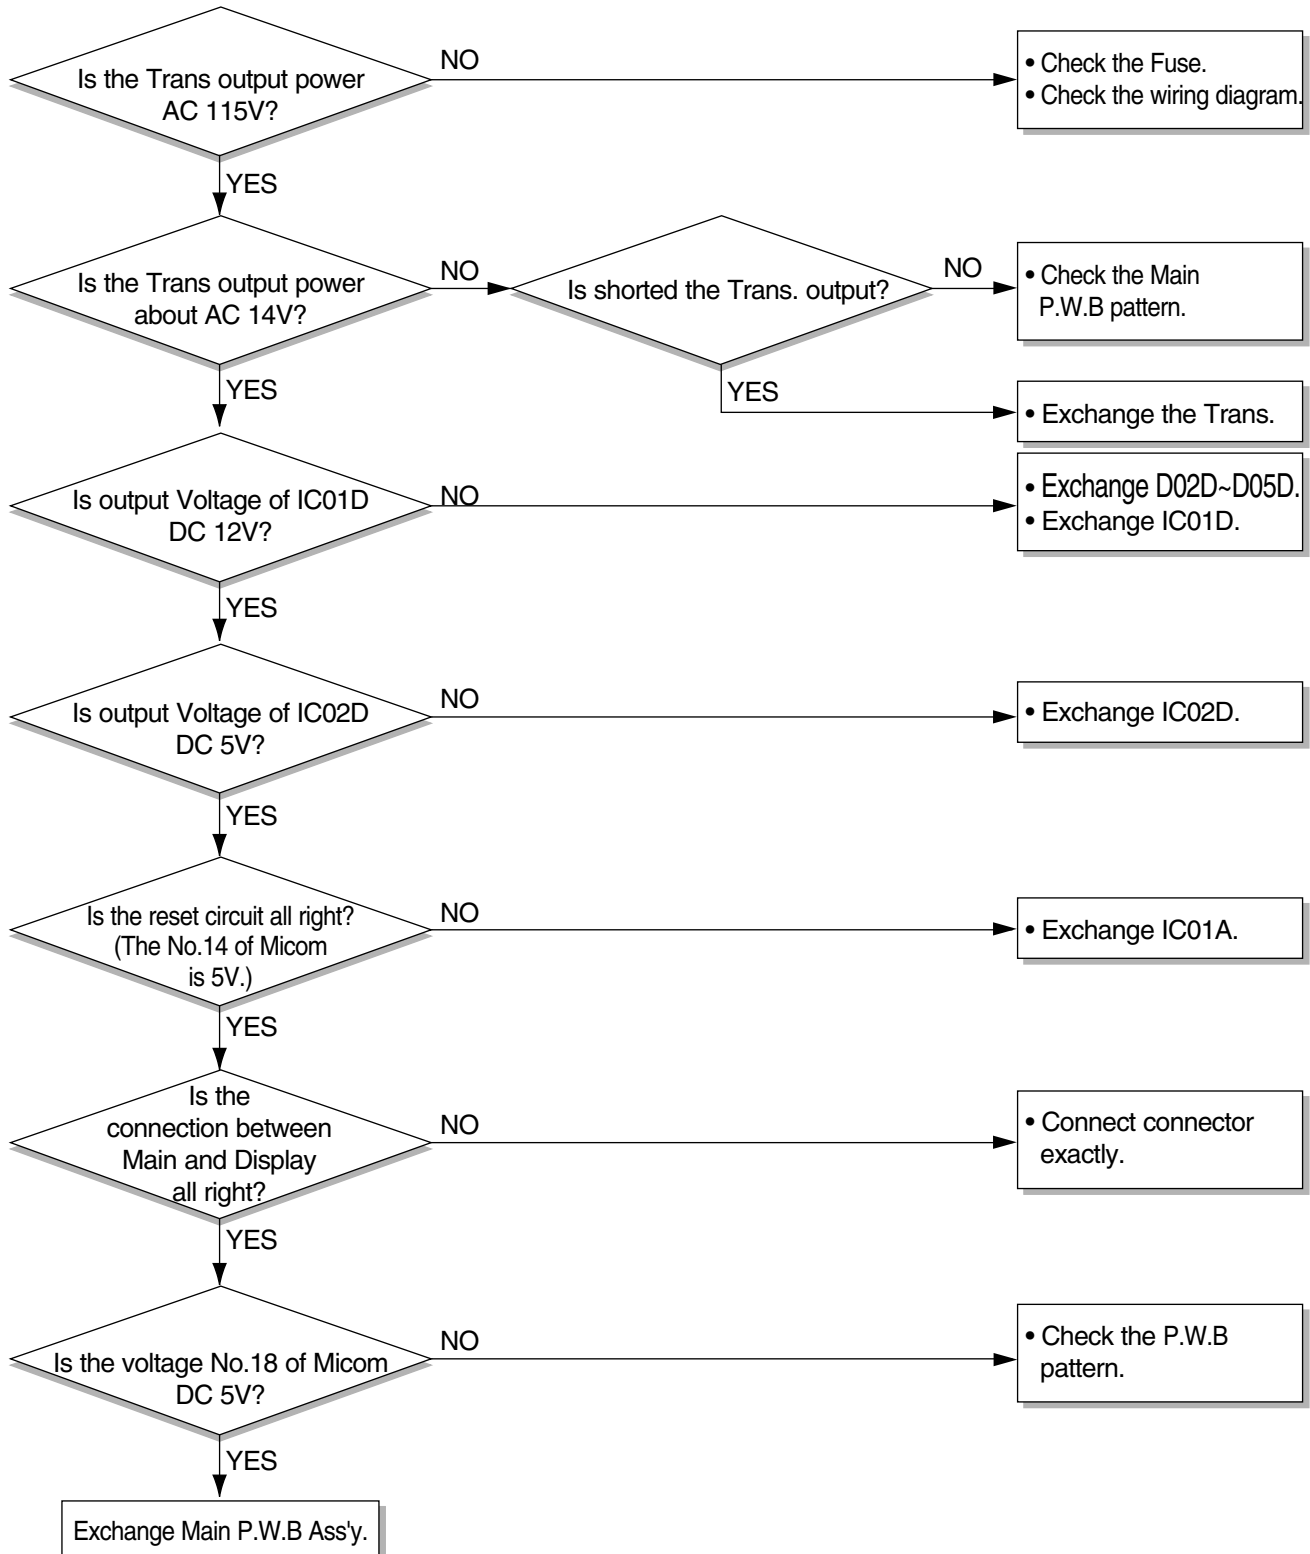 Is the Trans output power
AC 115V?
NO
• Check the Fuse.
• Check the wiring diagram.
YES
Is the Trans output power
about AC 14V?
NO
Is shorted the Trans. output?
NO
• Check the Main
P.W.B pattern.
YES
YES
• Exchange the Trans.
Is output Voltage of IC01D
DC 12V?
NO
• Exchange D02D~D05D.
• Exchange IC01D.
YES
Is output Voltage of IC02D
DC 5V?
NO
• Exchange IC02D.
YES
Is the reset circuit all right?
(The No.14 of Micom
is 5V.)
NO
• Exchange IC01A.
YES
Is the
connection between
Main and Display
all right?
NO
• Connect connector
exactly.
YES
Is the voltage No.18 of Micom
DC 5V?
NO
• Check the P.W.B
pattern.
YES
Exchange Main P.W.B Ass'y.